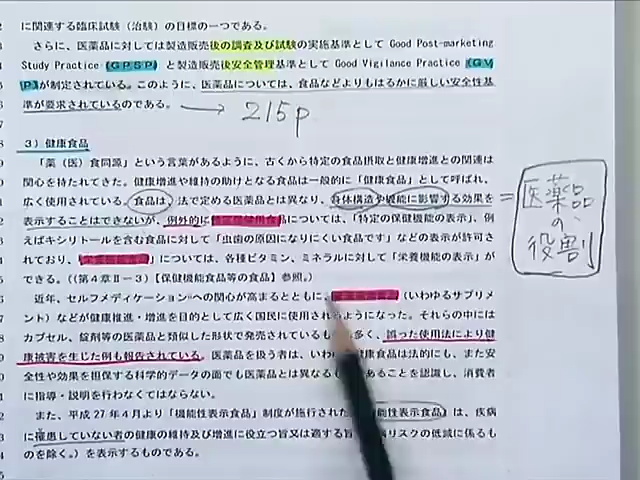 に関連する臨床試験(治験)の目標の一つである。
さらに、医薬品に対しては製造販売後の調査及び試験の実施基準として Good Post-marketing
Study Practice (GPSP) と製造販売後安全管理基準として Good Vigilance Practice (GV
P)が制定されている。このように、医薬品については、食品などよりもはるかに厳しい安全性基
準が要求されているのである。
215p
3)健康食品
「薬(医)食同源」という言葉があるように、古くから特定の食品摂取と健康増進との関連は
関心を持たれてきた。健康増進や維持の助けとなる食品は一般的に「健康食品」として呼ばれ、
広く使用されている。食品は、法で定める医薬品とは異なり、身体構造や機能に影響する効果を
表示することはできないが、例外的に については、「特定の保健機能の表示」、例
えばキシリトールを含む食品に対して「虫歯の原因になりにくい食品です」などの表示が許可さ
れており、 については、各種ビタミン、ミネラルに対して「栄養機能の表示」が
できる。((第4章Ⅱ-3)【保健機能食品等の食品】参照。)
近年、セルフメディケーションへの関心が高まるとともに、 (いわゆるサプリメ
ント)などが健康推進・増進を目的として広く国民に使用されるようになった。それらの中には
カプセル、錠剤等の医薬品と類似した形状で発売されているも 多く、誤った使用法により健
康被害を生じた例も報告されている。医薬品を扱う者は、いわ 健康食品は法的にも、また安
全性や効果を担保する科学的データの面でも医薬品とは異なるも あることを認識し、消費者
に指導・説明を行わなくてはならない。
また、平成27年4月より「機能性表示食品」制度が施行された 能性表示食品」は、疾病
に罹患していない者の健康の維持及び増進に役立つ旨又は適する旨 病リスクの低減に係るも
のを除く。)を表示するものである。
=
医薬品
の、
役割